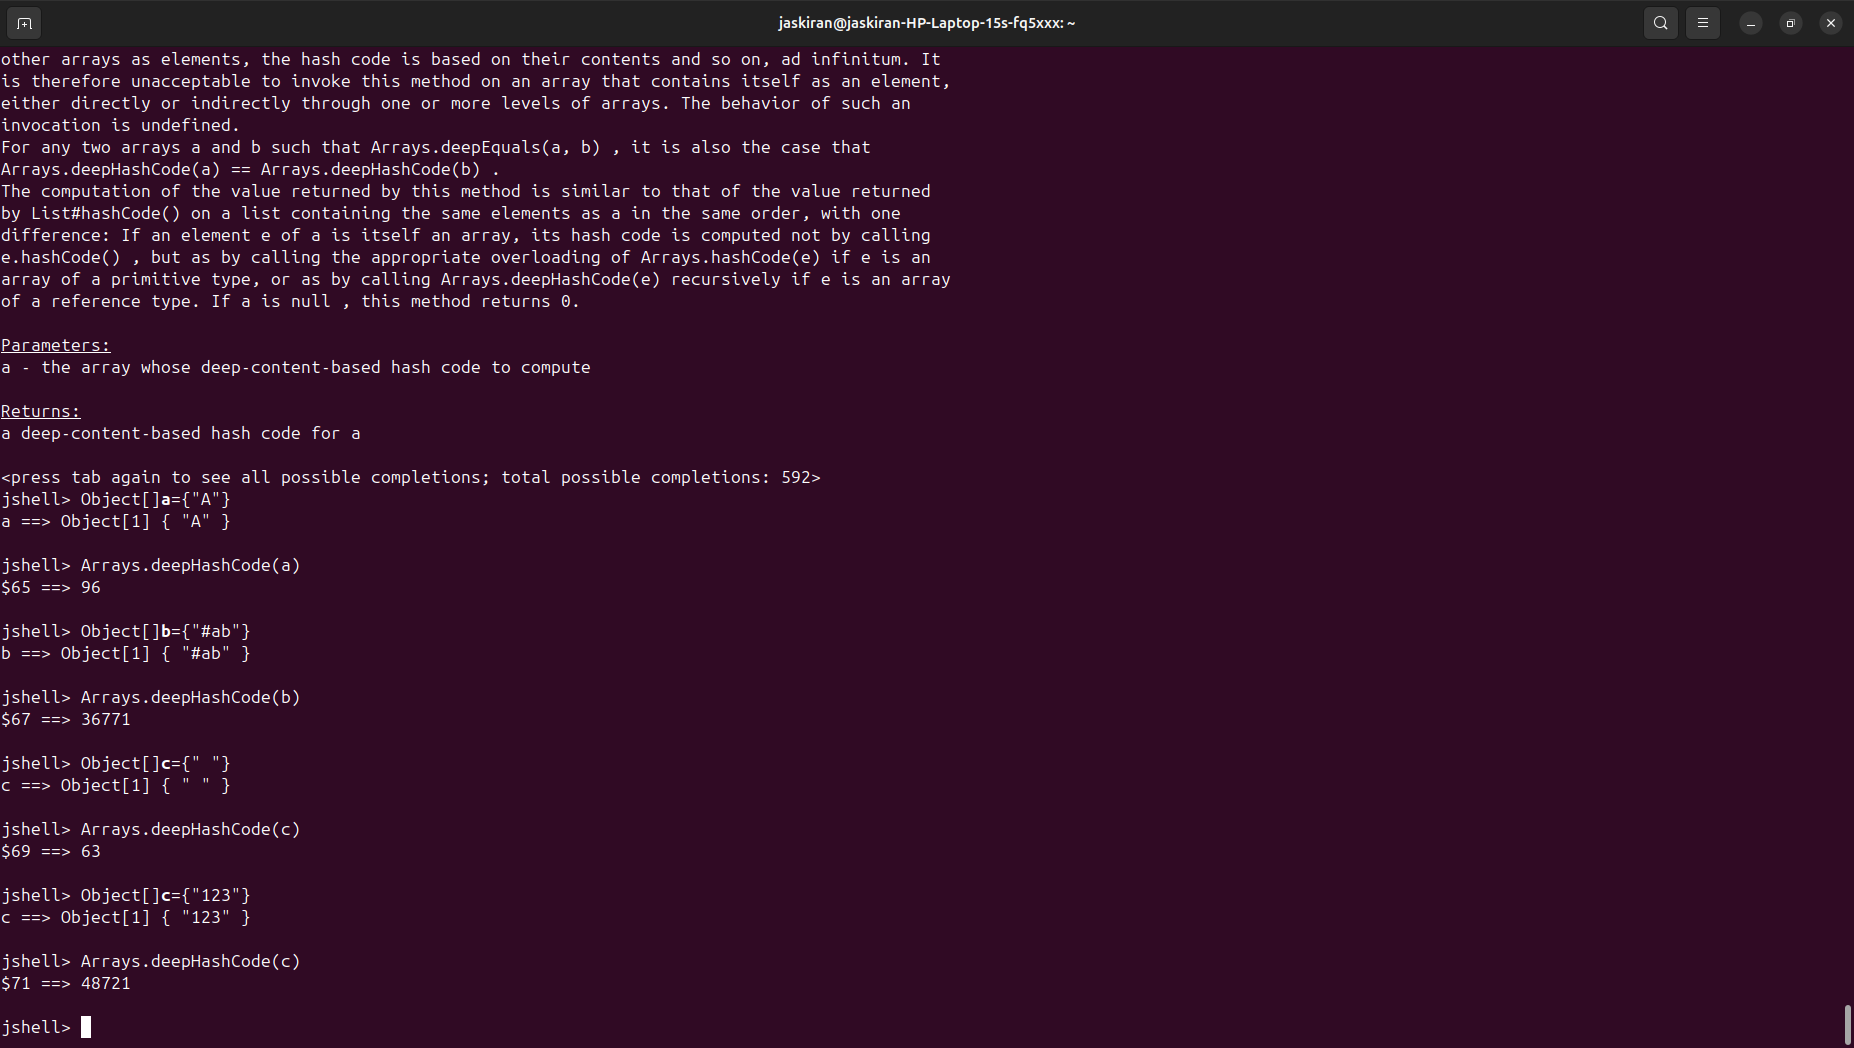 jaskiran@jaskiran-HP-Laptop-15s-fq5xxx: ~
other arrays as elements, the hash code is based on their contents and so on, ad infinitum. It
is therefore unacceptable to invoke this method on an array that contains itself as an element,
either directly or indirectly through one or more levels of arrays. The behavior of such an
invocation is undefined.
For any two arrays a and b such that Arrays.deepEquals(a, b) , it is also the case that
Arrays.deepHashCode(a) == Arrays.deepHashCode(b) .
The computation of the value returned by this method is similar to that of the value returned
by List#hashCode() on a list containing the same elements as a in the same order, with one
difference: If an element e of a is itself an array, its hash code is computed not by calling
e.hashCode() , but as by calling the appropriate overloading of Arrays.hashCode(e) if e is an
array of a primitive type, or as by calling Arrays.deepHashCode(e) recursively if e is an array
of a reference type. If a is null , this method returns 0.
Parameters:
a - the array whose deep-content-based hash code to compute
Returns:
a deep-content-based hash code for a
<press tab again to see all possible completions; total possible completions: 592>
jshell> Object[]a={"A"}
a ==> Object[1] { "A" }
jshell> Arrays.deepHashCode(a)
$65 ==> 96
jshell> Object[]b={"#ab"}
b ==> Object[1] { "#ab" }
jshell> Arrays.deepHashCode(b)
$67 ==> 36771
jshell> Object[]c={" "}
c ==> Object[1] { " " }
jshell> Arrays.deepHashCode(c)
$69 ==> 63
jshell> Object[]c={"123"}
c ==> Object[1] { "123" }
jshell> Arrays.deepHashCode(c)
$71 ==> 48721
jshell>